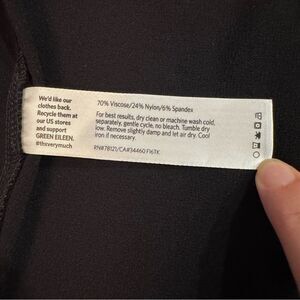 We'd like our
clothes back.
Recycle them at
our US stores
and support
GREEN EILEEN.
#thxverymuch
70% Viscose/24% Nylon/6% Spandex
For best results, dry clean or machine wash cold,
separately, gentle cycle, no bleach. Tumble dry
low. Remove slightly damp and let air dry. Cool
iron if necessary.
RN#78121/CA#34460 F16TK